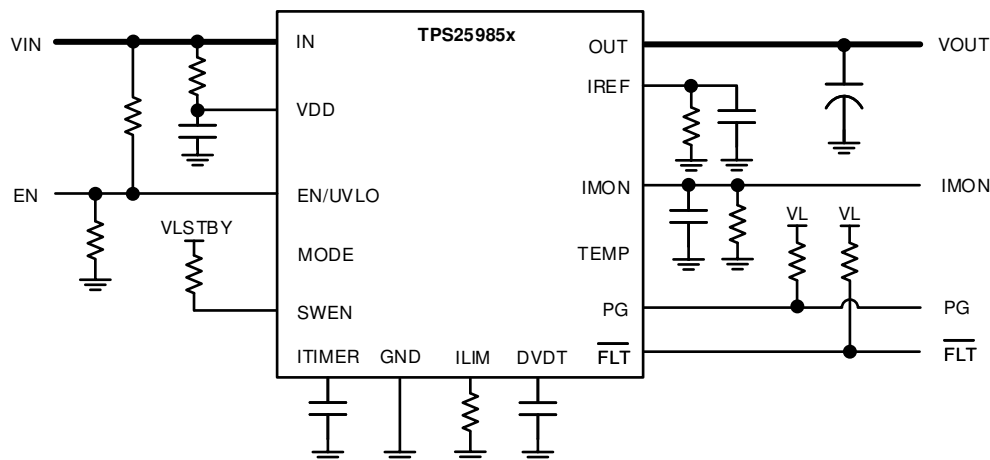 TPS25985x
VIN
IN
OUT
VOUT
IREF
VDD
EN
EN/UVLO
IMON
IMON
VLSTBY
VL
VL
MODE
TEMP
SWEN
PG
PG
ITIMER
GND
ILIM
DVDT
FLT
FLT